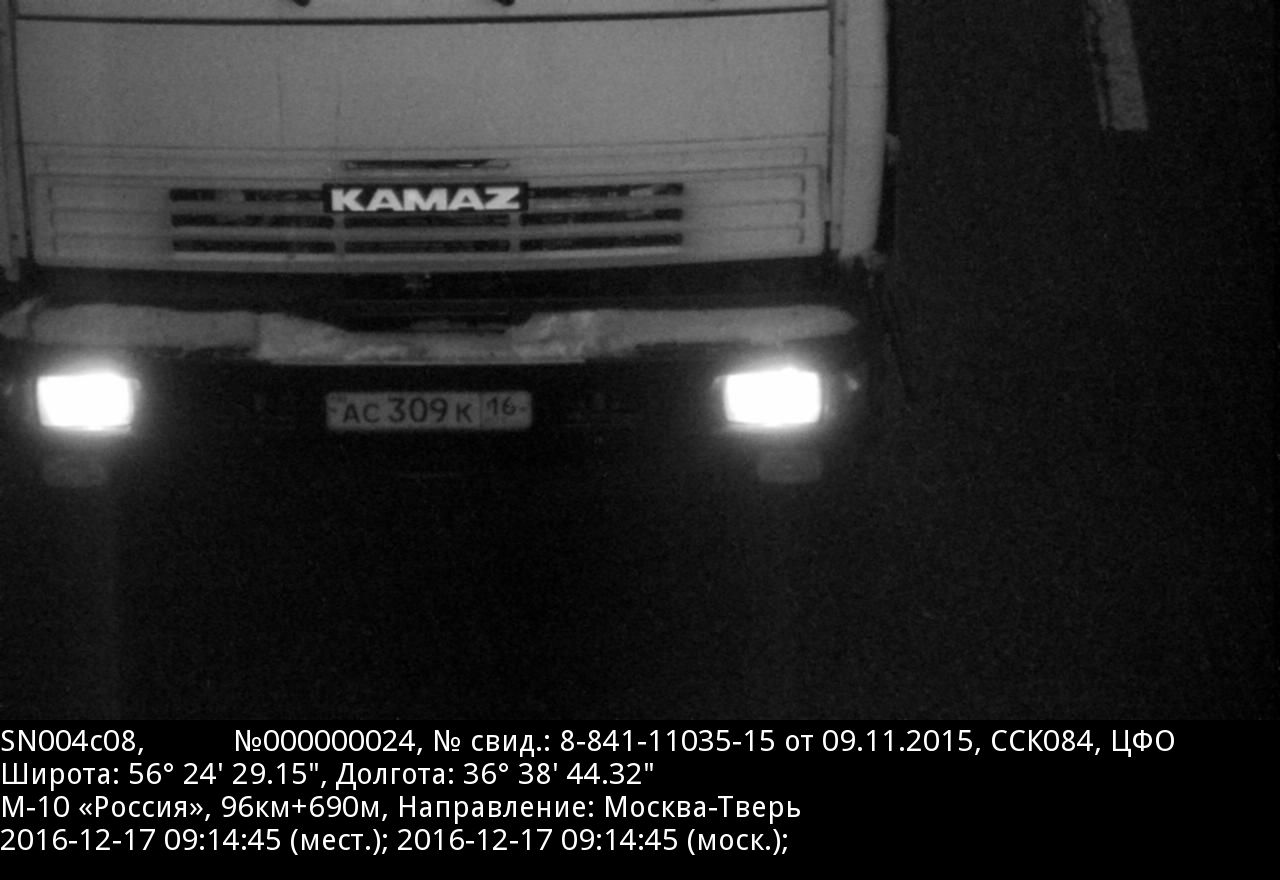 KAMAZ
АС 309 К 16
SN004c08, №000000024, № свид.: 8-841-11035-15 от 09.11.2015, ССК084, ЦФО
Широта: 56° 24' 29.15", Долгота: 36° 38' 44.32"
М-10 «Россия», 96км+690м, Направление: Москва-Тверь
2016-12-17 09:14:45 (мест.); 2016-12-17 09:14:45 (моск.);